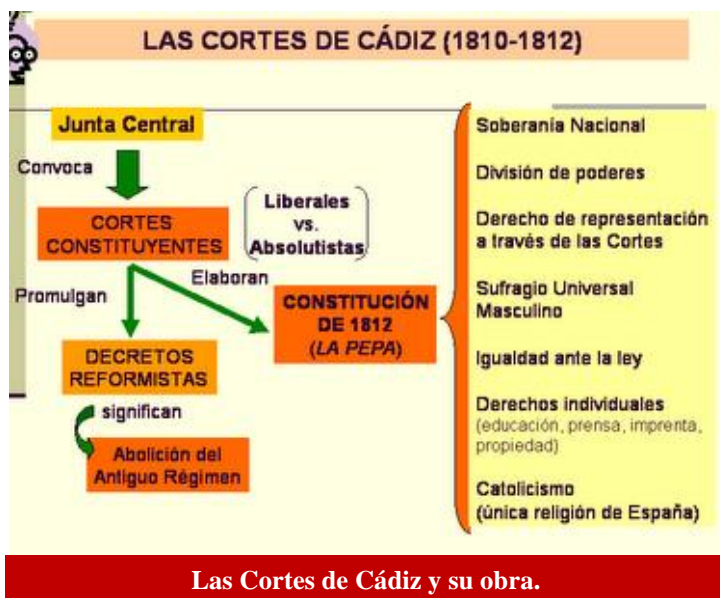 LAS CORTES DE CÁDIZ (1810-1812)
Junta Central
Convoca
CORTES
CONSTITUYENTES
Liberales
vs.
Absolutistas
Promulgan
Elaboran
DECRETOS
REFORMISTAS
significan
Abolición del
Antiguo Régimen
CONSTITUCIÓN
DE 1812
(LA PEPA)
Soberanía Nacional
División de poderes
Derecho de representación
a través de las Cortes
Sufragio Universal
Masculino
Igualdad ante la ley
Derechos individuales
(educación, prensa, imprenta,
propiedad)
Catolicismo
(única religión de España)
Las Cortes de Cádiz y su obra.